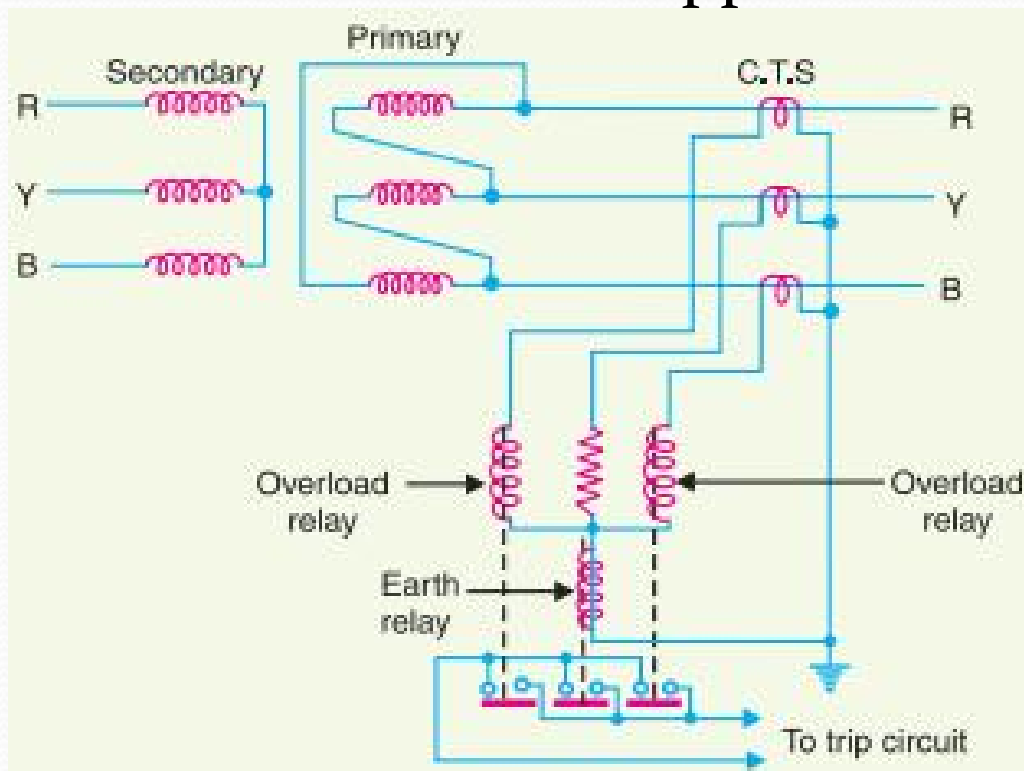 Primary
Secondary
C.T.S
R
R
Y
Y
B
B
Overload
relay
Overload
relay
Earth
relay
To trip circuit